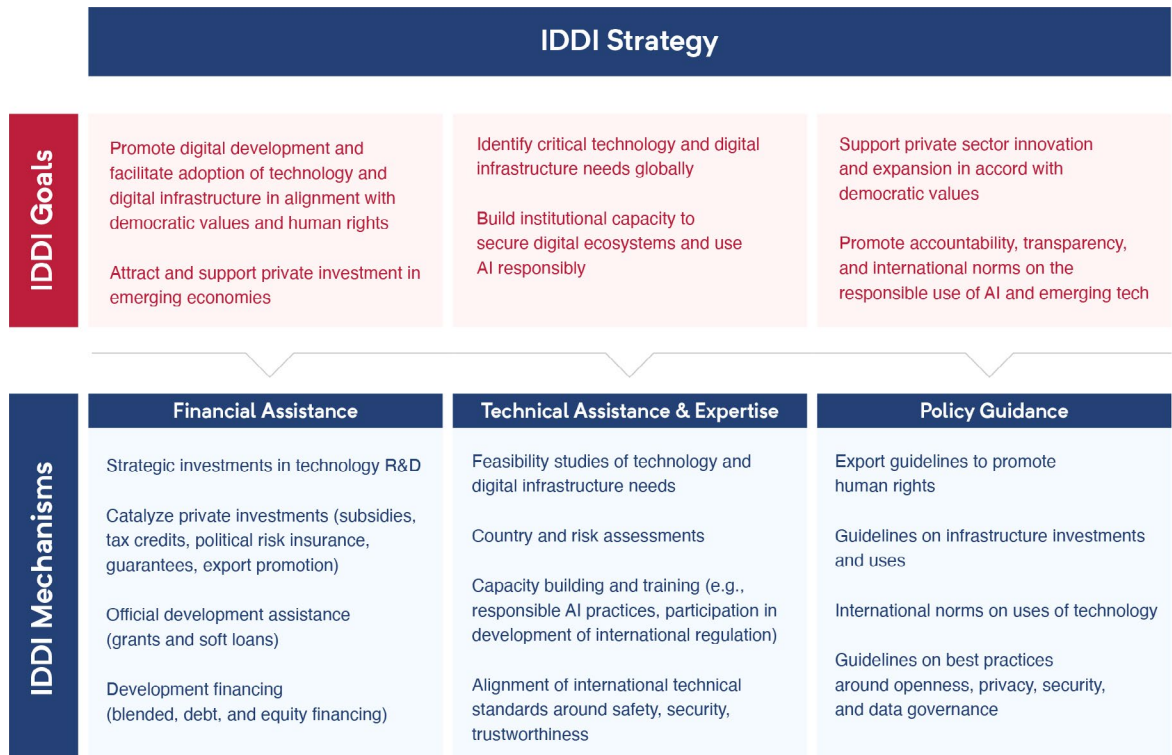 IDDI Strategy
IDDI Goals
Promote digital development and
facilitate adoption of technology and
digital infrastructure in alignment with
democratic values and human rights
Attract and support private investment in
emerging economies
Identify critical technology and digital
infrastructure needs globally
Build institutional capacity to
secure digital ecosystems and use
AI responsibly
Support private sector innovation
and expansion in accord with
democratic values
Promote accountability, transparency,
and international norms on the
responsible use of AI and emerging tech
IDDI Mechanisms
Financial Assistance
Strategic investments in technology R&D
Catalyze private investments (subsidies,
tax credits, political risk insurance,
guarantees, export promotion)
Official development assistance
(grants and soft loans)
Development financing
(blended, debt, and equity financing)
Technical Assistance & Expertise
Feasibility studies of technology and
digital infrastructure needs
Country and risk assessments
Capacity building and training (e.g.,
responsible AI practices, participation in
development of international regulation)
Alignment of international technical
standards around safety, security,
trustworthiness
Policy Guidance
Export guidelines to promote
human rights
Guidelines on infrastructure investments
and uses
International norms on uses of technology
Guidelines on best practices
around openness, privacy, security,
and data governance